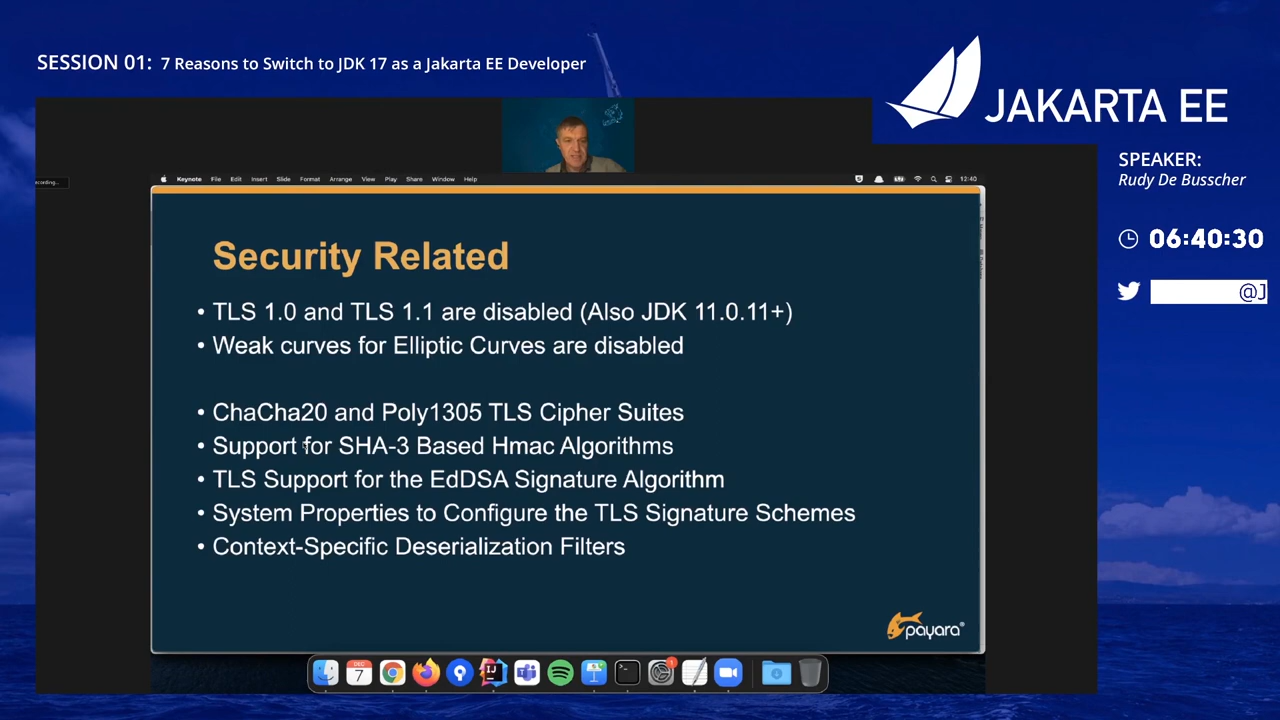 SESSION 01: 7 Reasons to Switch to JDK 17 as a Jakarta EE Developer
JAKARTA EE
SPEAKER:
Rudy De Busscher
06:40:30
@J
Keynote File Edit Insert Slide Format Arrange View Play Share Window Help 12:40
Security Related
• TLS 1.0 and TLS 1.1 are disabled (Also JDK 11.0.11+)
• Weak curves for Elliptic Curves are disabled
• ChaCha20 and Poly1305 TLS Cipher Suites
• Support for SHA-3 Based Hmac Algorithms
• TLS Support for the EdDSA Signature Algorithm
• System Properties to Configure the TLS Signature Schemes
• Context-Specific Deserialization Filters
payara®
DEC
7